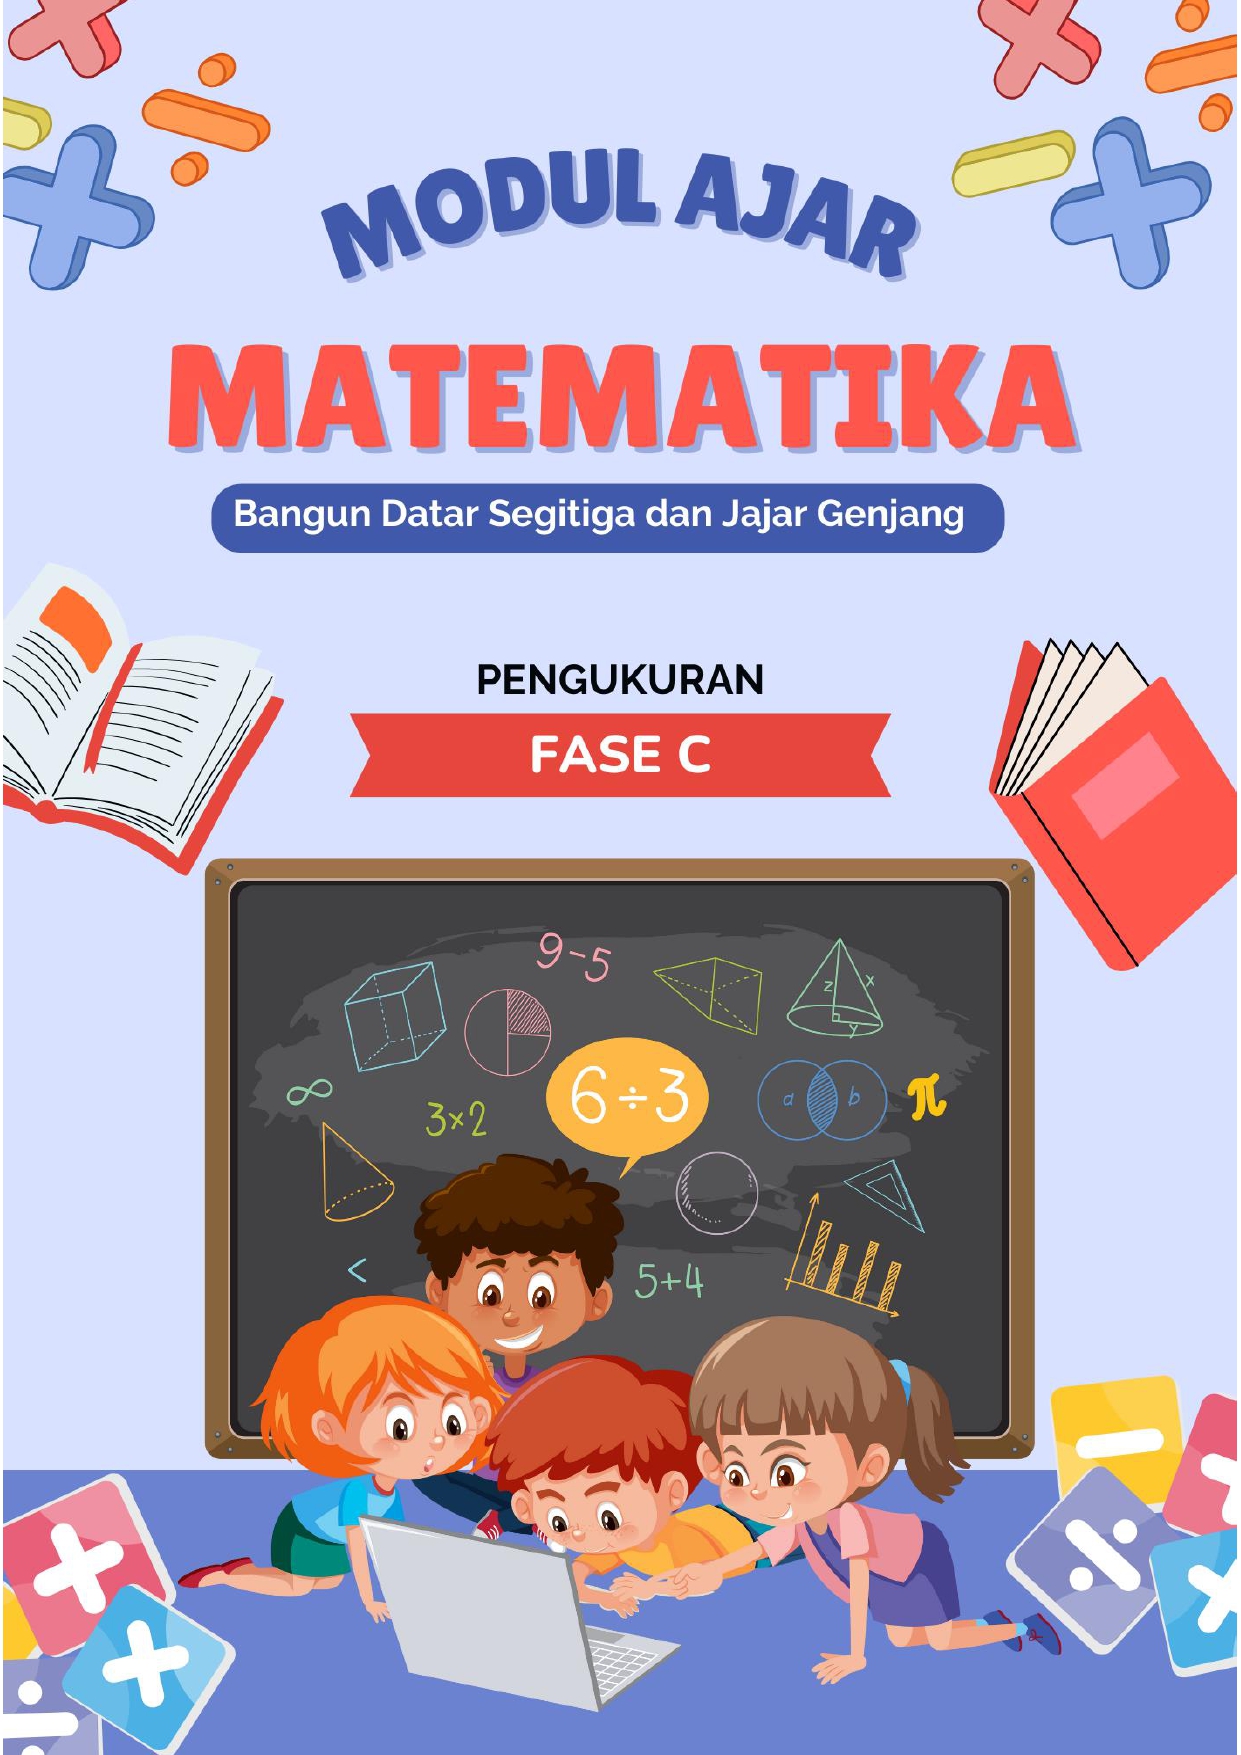 MODUL AJAR
MATEMATIKA
Bangun Datar Segitiga dan Jajar Genjang
PENGUKURAN
FASE C
9-5
z x
y
6÷3
∞
3×2
a b
π
<
5+4